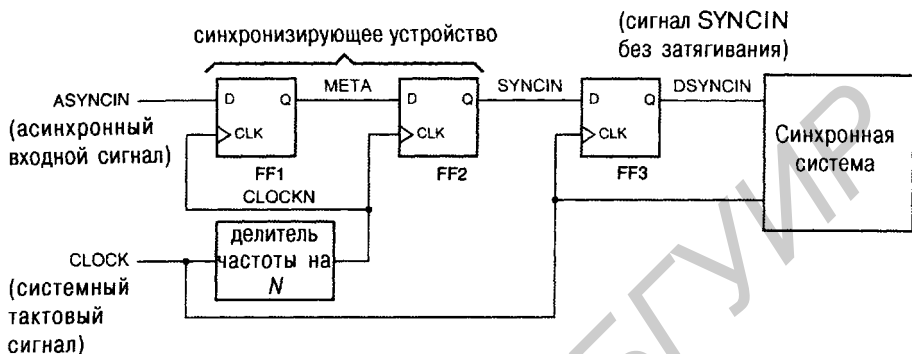 синхронизирующее устройство
(сигнал SYNCIN
без затягивания)
ASYNCIN
(асинхронный
входной сигнал)
D
Q
CLK
FF1
META
D
Q
CLK
FF2
SYNCIN
D
Q
CLK
FF3
DSYNCIN
Синхронная
система
CLOCKN
CLOCK
(системный
тактовый
сигнал)
делитель
частоты на
N
БГУИР